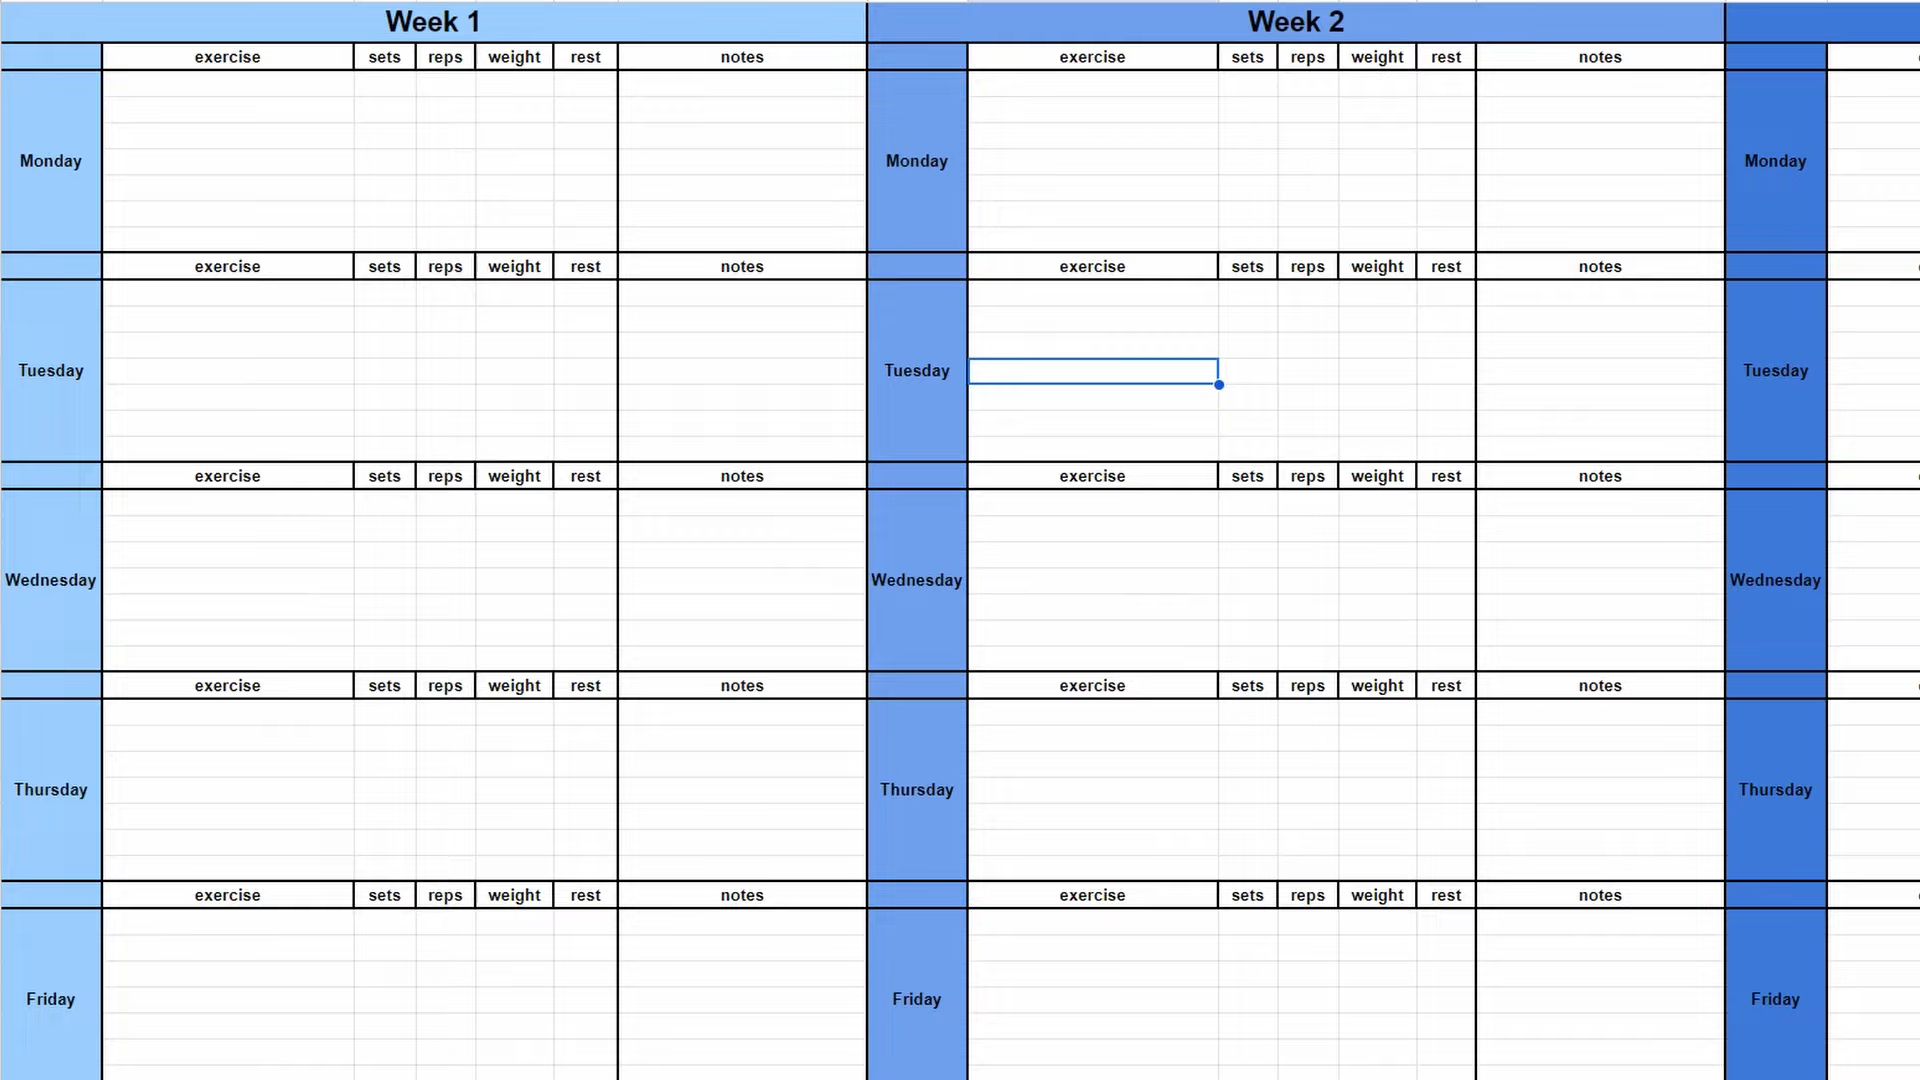 Week 1 Week 2
exercise sets reps weight rest notes exercise sets reps weight rest notes
Monday Monday Monday
exercise sets reps weight rest notes exercise sets reps weight rest notes
Tuesday Tuesday Tuesday
exercise sets reps weight rest notes exercise sets reps weight rest notes
Wednesday Wednesday Wednesday
exercise sets reps weight rest notes exercise sets reps weight rest notes
Thursday Thursday Thursday
exercise sets reps weight rest notes exercise sets reps weight rest notes
Friday Friday Friday